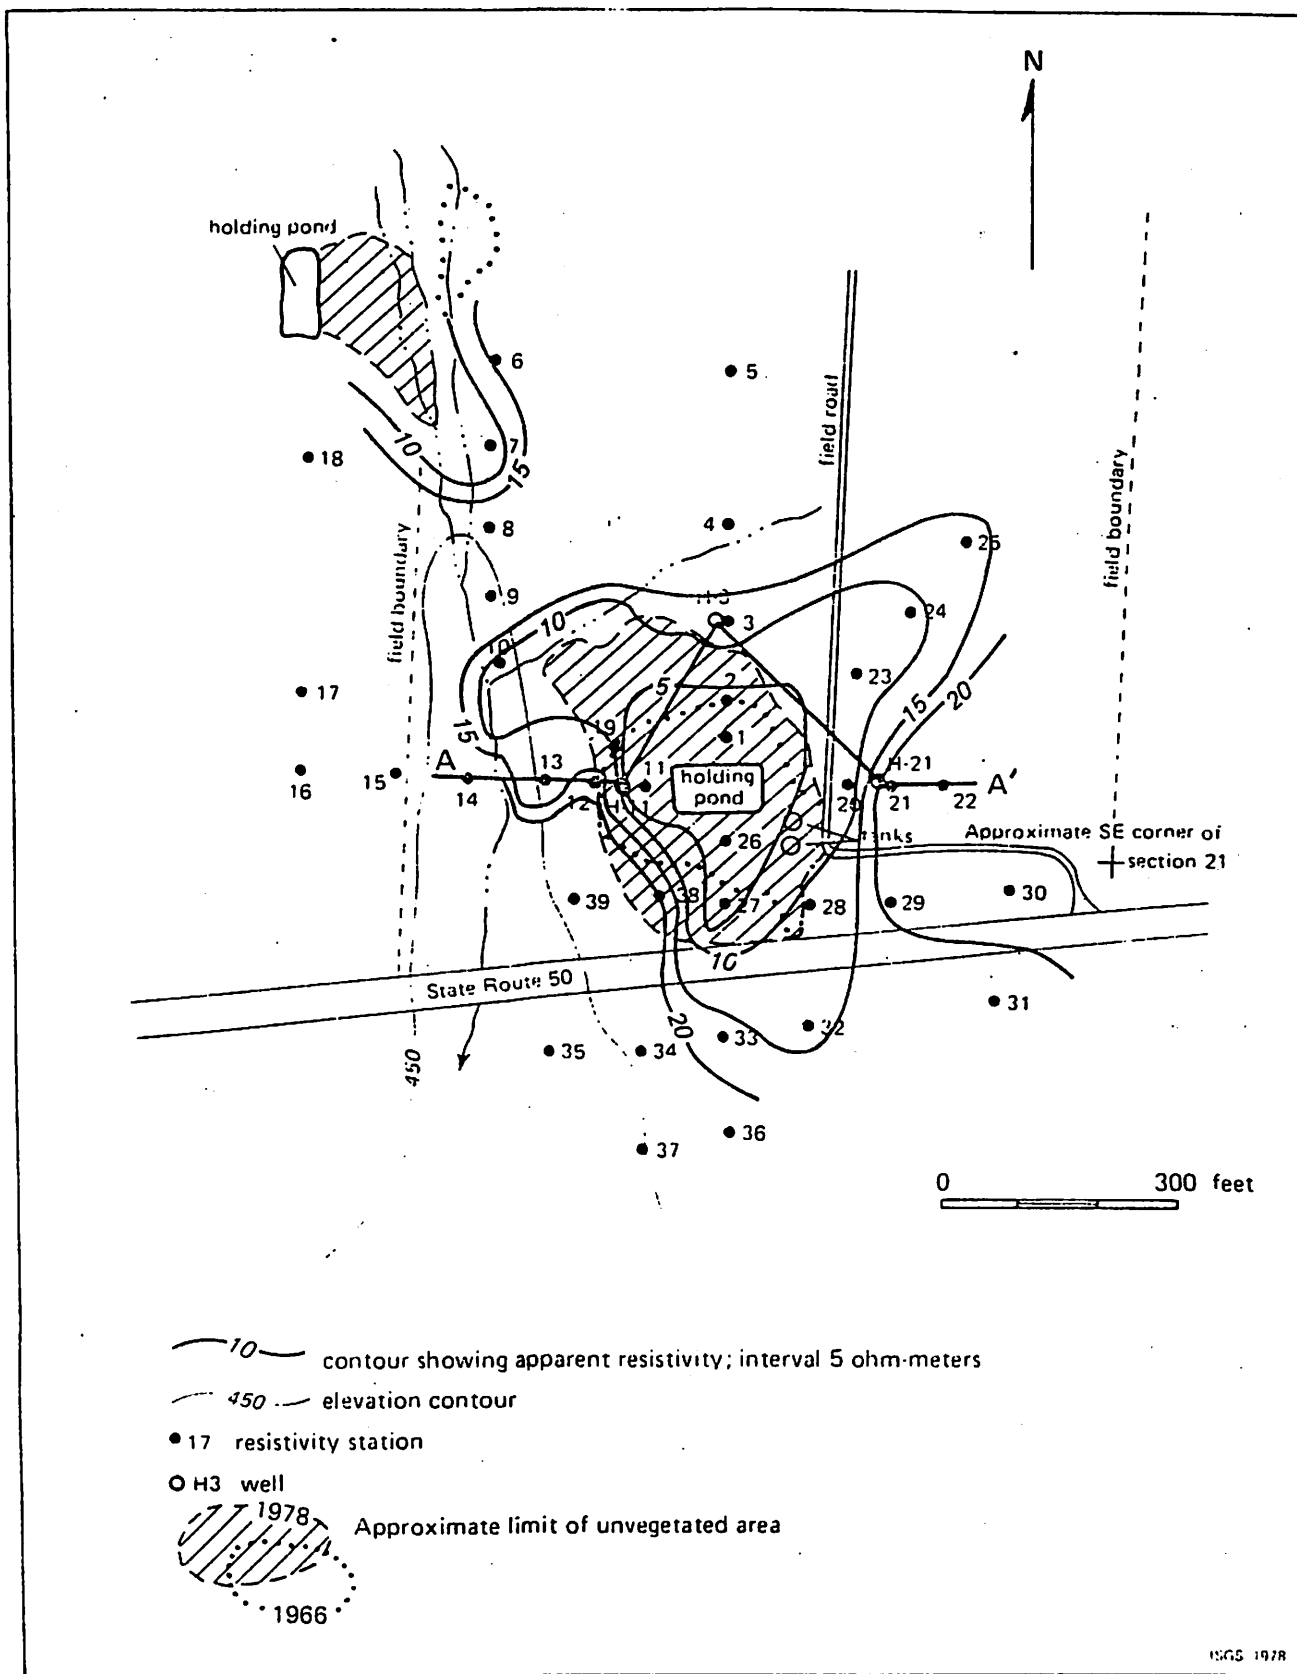 N
holding pond
6
5
field road
10
7
15
18
field boundary
8
4
25
field boundary
9
H-3
3
24
10
10
2
23
5
17
15
15
20
19
1
A
13
11
holding
pond
H-21
A'
16
15
14
12
25
21
22
tanks
Approximate SE corner of
section 21
26
39
38
27
28
29
30
10
State Route 50
31
20
33
32
35
34
450
36
37
0 300 feet
10 contour showing apparent resistivity; interval 5 ohm-meters
450 elevation contour
17 resistivity station
H3 well
1978
Approximate limit of unvegetated area
1966
ISGS 1978